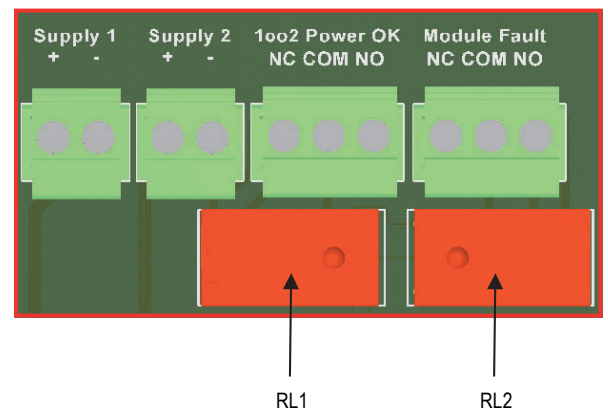 Supply 1 Supply 2 1oo2 Power OK Module Fault
+ - + - NC COM NO NC COM NO
RL1 RL2